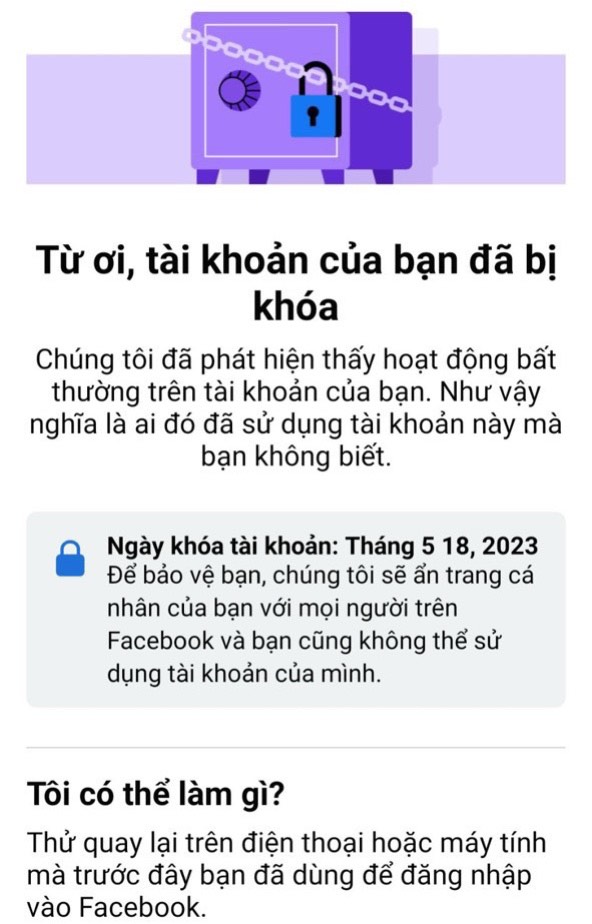 Từ ơi, tài khoản của bạn đã bị
khóa
Chúng tôi đã phát hiện thấy hoạt động bất
thường trên tài khoản của bạn. Như vậy
nghĩa là ai đó đã sử dụng tài khoản này mà
bạn không biết.
Ngày khóa tài khoản: Tháng 5 18, 2023
Để bảo vệ bạn, chúng tôi sẽ ẩn trang cá
nhân của bạn với mọi người trên
Facebook và bạn cũng không thể sử
dụng tài khoản của mình.
Tôi có thể làm gì?
Thử quay lại trên điện thoại hoặc máy tính
mà trước đây bạn đã dùng để đăng nhập
vào Facebook.